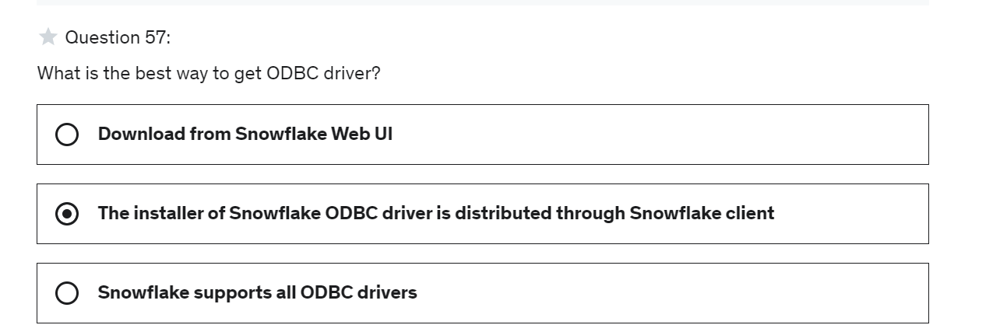 Question 57:
What is the best way to get ODBC driver?
Download from Snowflake Web UI
The installer of Snowflake ODBC driver is distributed through Snowflake client
Snowflake supports all ODBC drivers